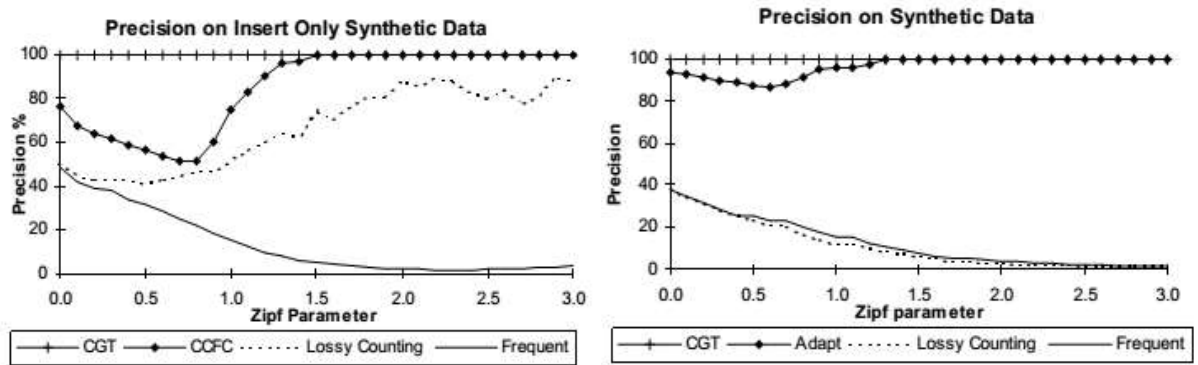 Precision on Insert Only Synthetic Data
Precision %
100
80
60
40
20
0
0.0 0.5 1.0 1.5 2.0 2.5 3.0
Zipf Parameter
CGT CCFC Lossy Counting Frequent
Precision on Synthetic Data
Precision
100
80
60
40
20
0
0.0 0.5 1.0 1.5 2.0 2.5 3.0
Zipf parameter
CGT Adapt Lossy Counting Frequent